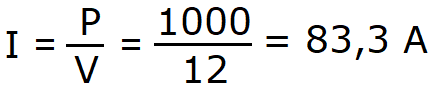 I = P/V = 1000/12 = 83,3 A